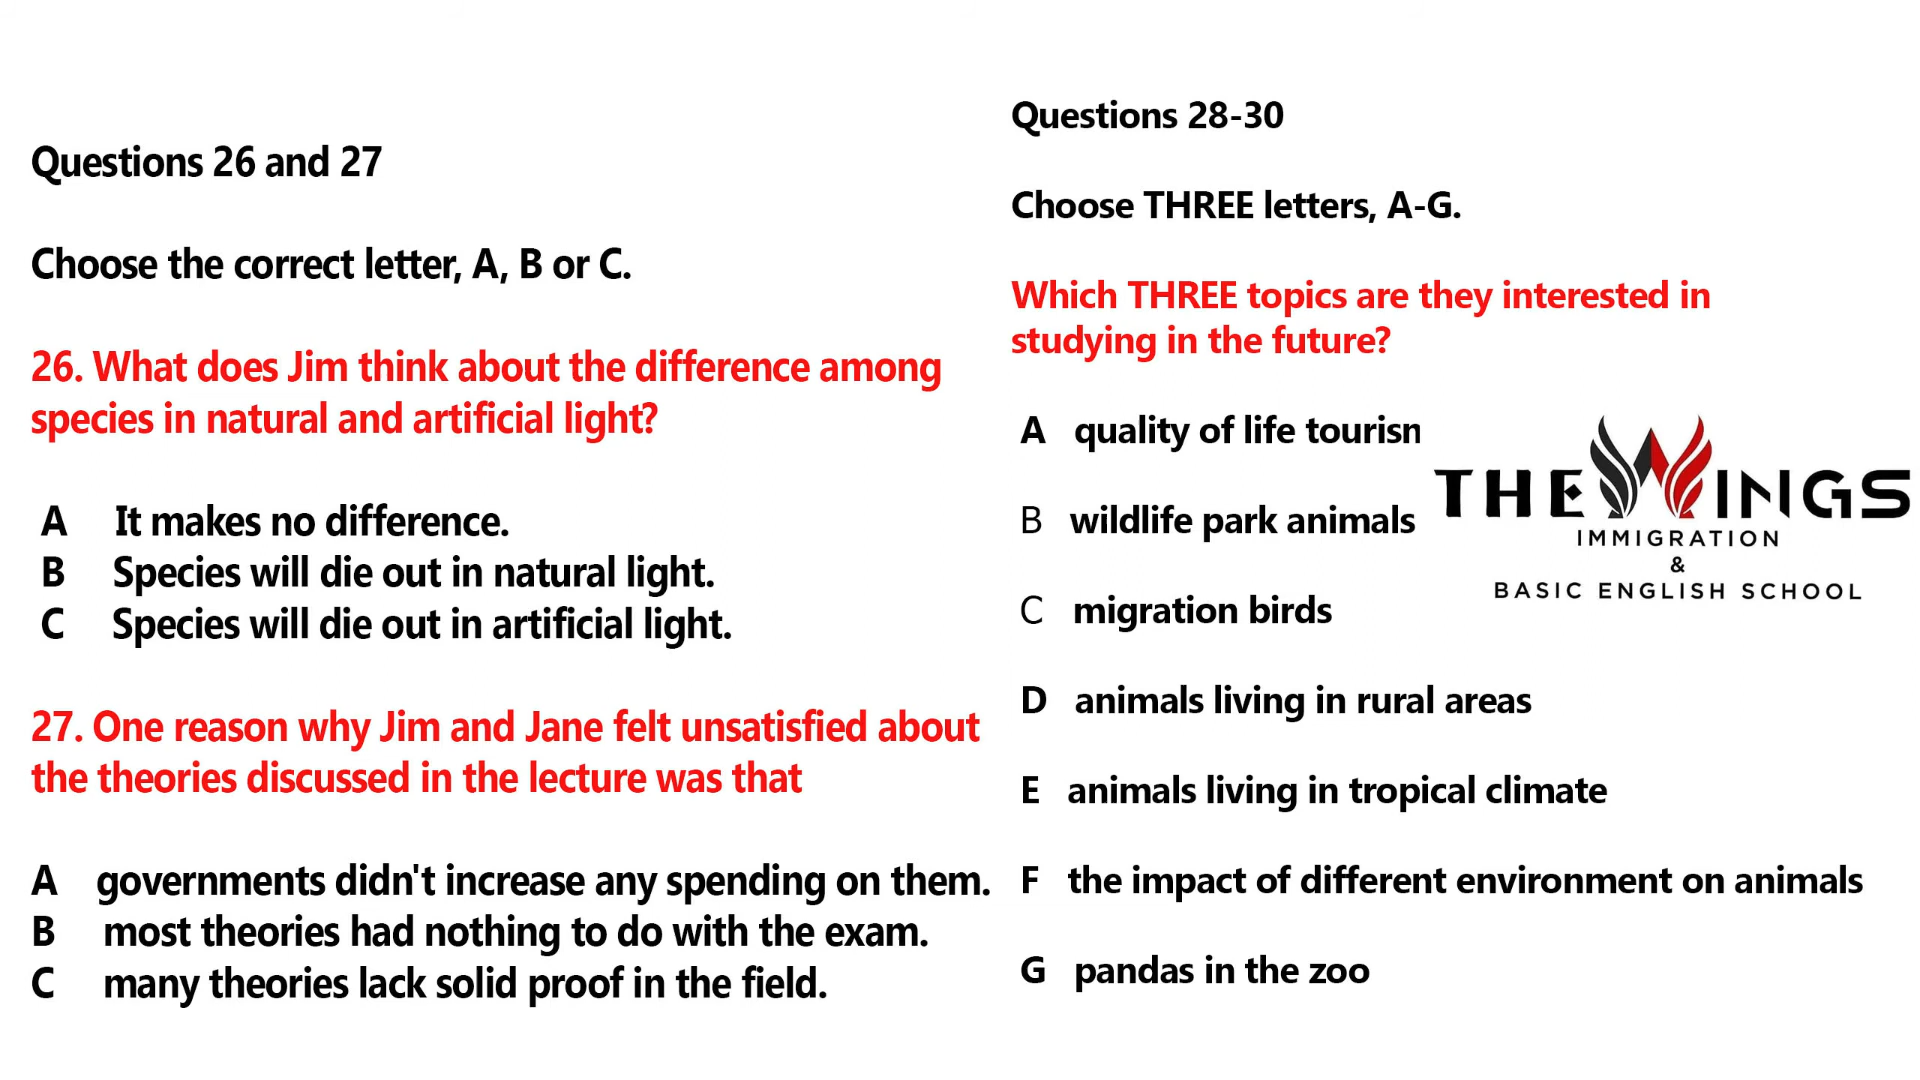 Questions 26 and 27
Choose the correct letter, A, B or C.
26. What does Jim think about the difference among
species in natural and artificial light?
A It makes no difference.
B Species will die out in natural light.
C Species will die out in artificial light.
27. One reason why Jim and Jane felt unsatisfied about
the theories discussed in the lecture was that
A governments didn't increase any spending on them.
B most theories had nothing to do with the exam.
C many theories lack solid proof in the field.
Questions 28-30
Choose THREE letters, A-G.
Which THREE topics are they interested in
studying in the future?
A quality of life tourisn
B wildlife park animals
C migration birds
D animals living in rural areas
E animals living in tropical climate
F the impact of different environment on animals
G pandas in the zoo
THE WINGS
IMMIGRATION
&
BASIC ENGLISH SCHOOL